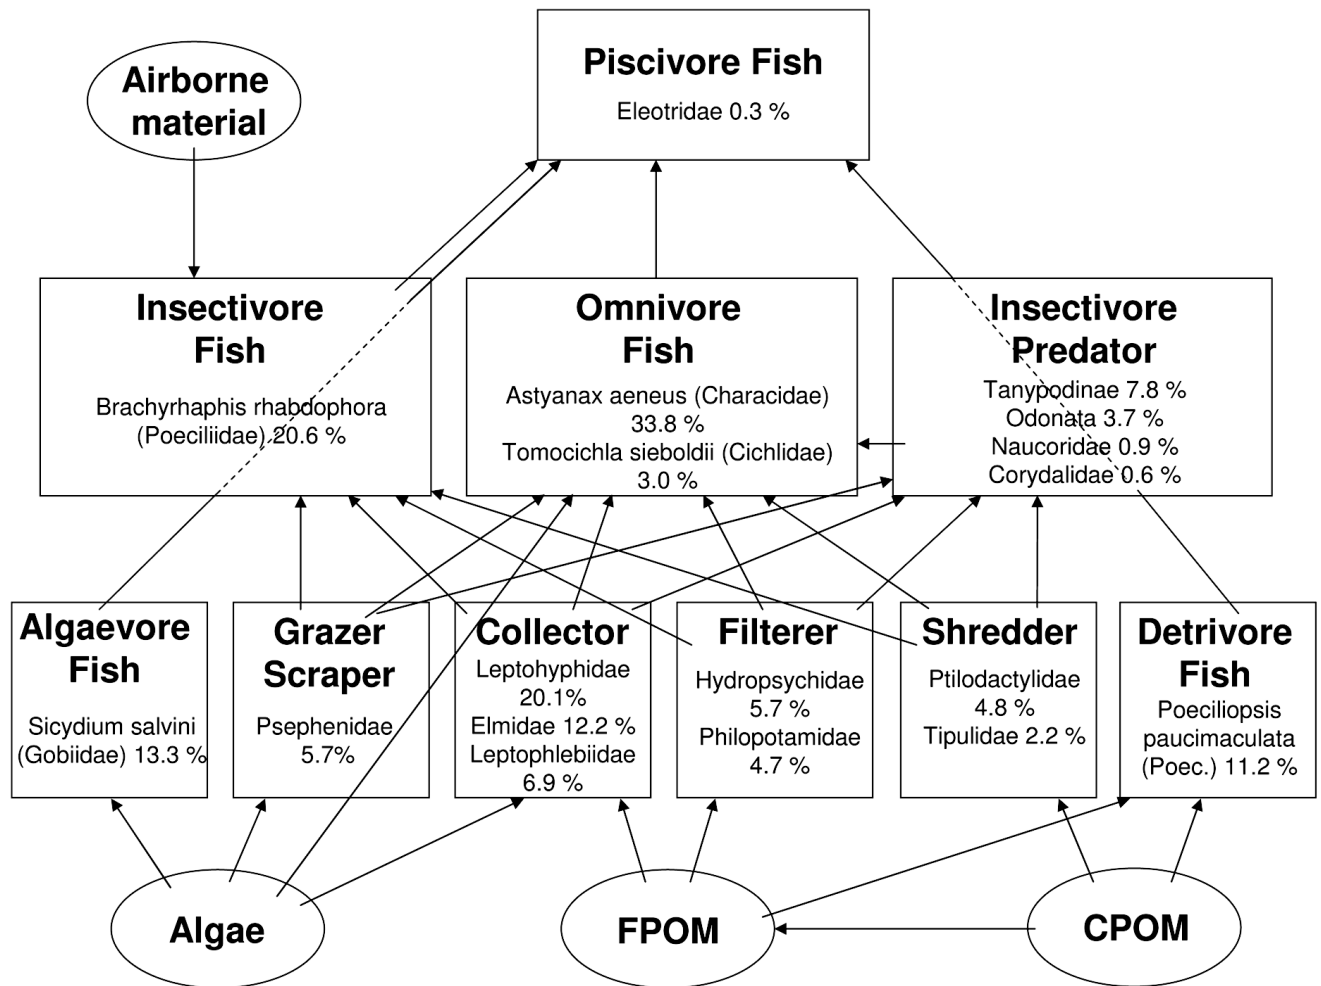 Airborne
material
Piscivore Fish
Eleotridae 0.3 %
Insectivore
Fish
Brachyrhaphis rhabdophora
(Poeciliidae) 20.6 %
Omnivore
Fish
Astyanax aeneus (Characidae)
33.8 %
Tomocichla sieboldii (Cichlidae)
3.0 %
Insectivore
Predator
Tanypodinae 7.8 %
Odonata 3.7 %
Naucoridae 0.9 %
Corydalidae 0.6 %
Algaevore
Fish
Sicydium salvini
(Gobiidae) 13.3 %
Grazer
Scraper
Psephenidae
5.7%
Collector
Leptohyphidae
20.1%
Elmidae 12.2 %
Leptophlebiidae
6.9 %
Filterer
Hydropsychidae
5.7 %
Philopotamidae
4.7 %
Shredder
Ptilodactylidae
4.8 %
Tipulidae 2.2 %
Detrivore
Fish
Poeciliopsis
paucimaculata
(Poec.) 11.2 %
Algae
FPOM
CPOM